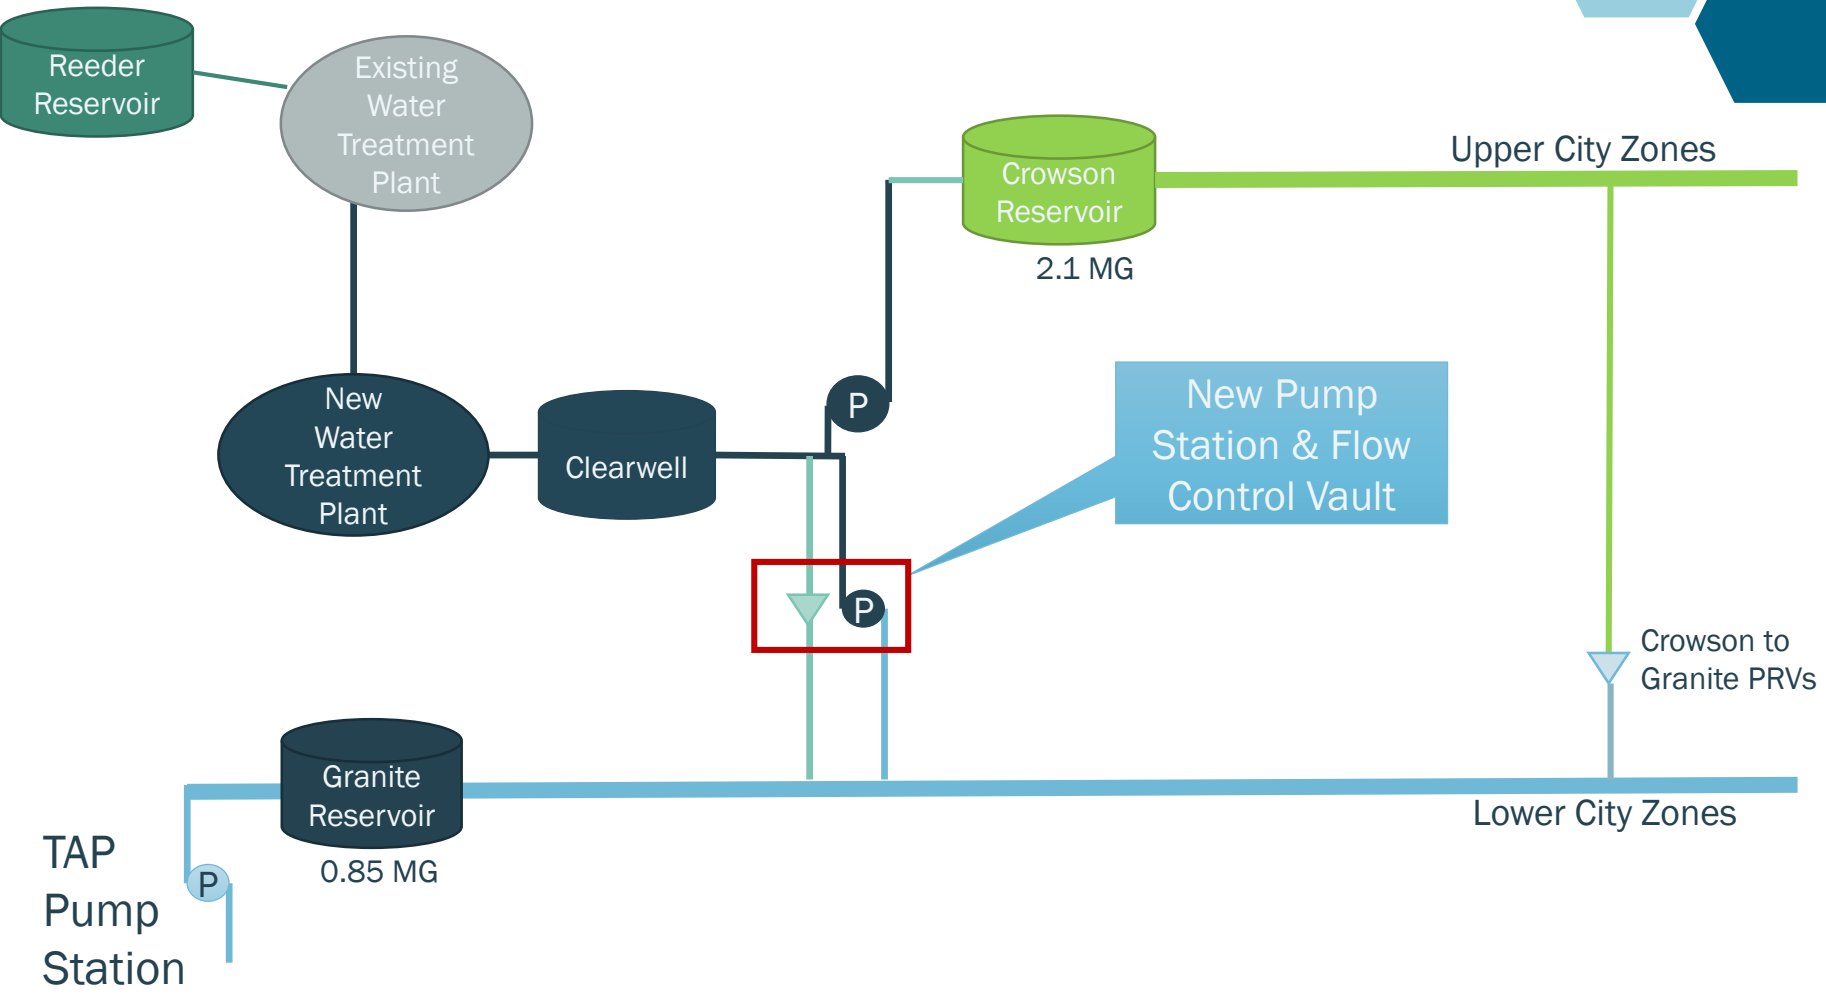 Reeder
Reservoir
Existing
Water
Treatment
Plant
Upper City Zones
Crowson
Reservoir
2.1 MG
New
Water
Treatment
Plant
Clearwell
P
New Pump
Station & Flow
Control Vault
P
Crowson to
Granite PRVs
Granite
Reservoir
0.85 MG
Lower City Zones
TAP
Pump
Station
P